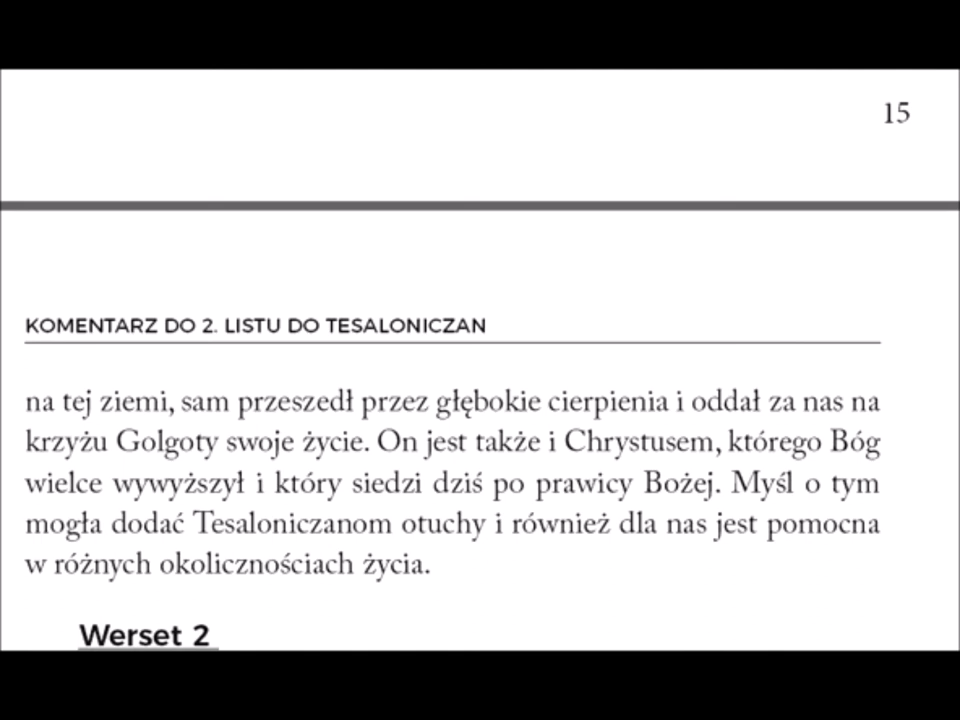 15
KOMENTARZ DO 2. LISTU DO TESALONICZAN
na tej ziemi, sam przeszedł przez głębokie cierpienia i oddał za nas na
krzyżu Golgoty swoje życie. On jest także i Chrystusem, którego Bóg
wielce wywyższył i który siedzi dziś po prawicy Bożej. Myśl o tym
mogła dodać Tesaloniczanom otuchy i również dla nas jest pomocna
w różnych okolicznościach życia.
Werset 2